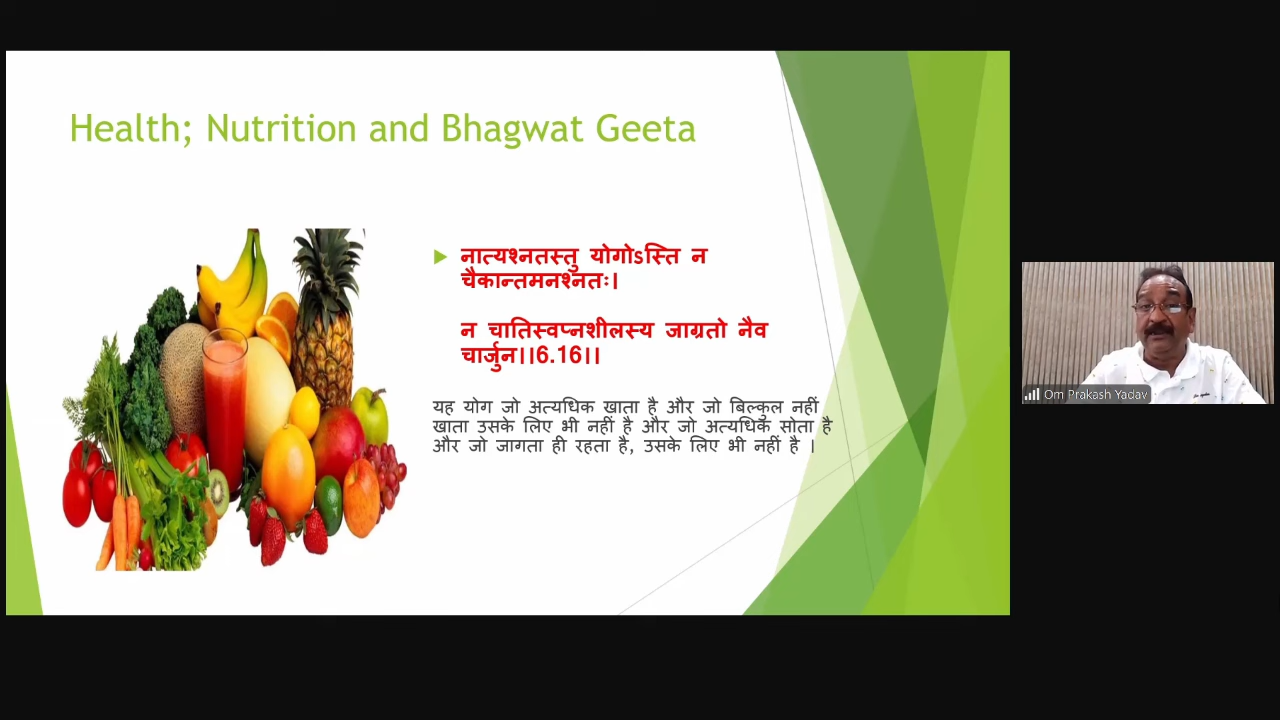 Health; Nutrition and Bhagwat Geeta
नात्यश्नतस्तु योगोऽस्ति न
चैकान्तमनश्नतः।
न चातिस्वप्नशीलस्य जाग्रतो नैव
चार्जुन।।6.16।।
यह योग जो अत्यधिक खाता है और जो बिल्कुल नहीं
खाता उसके लिए भी नहीं है और जो अत्यधिक सोता है
और जो जागता ही रहता है, उसके लिए भी नहीं है ।
Om Prakash Yadav